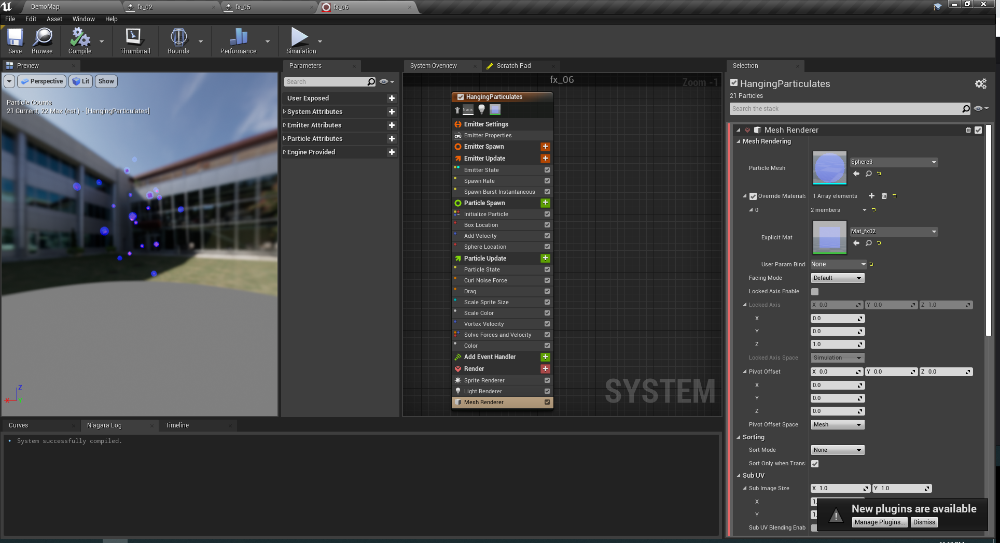 DemoMap
fx_02
fx_05
fx_06
File Edit Asset Window Help
Save
Browse
Compile
Thumbnail
Bounds
Performance
Simulation
Preview
Perspective
Lit
Show
Particle Counts
21 Current, 22 Max (est.) - [HangingParticulates]
Z
X
Y
Parameters
Search
User Exposed
System Attributes
Emitter Attributes
Particle Attributes
Engine Provided
System Overview
Scratch Pad
fx_06
Zoom -1
HangingParticulates
None
Emitter Settings
CPU Emitter Properties
Emitter Spawn
Emitter Update
Emitter State
Spawn Rate
Spawn Burst Instantaneous
Particle Spawn
Initialize Particle
Box Location
Add Velocity
Sphere Location
Particle Update
Particle State
Curl Noise Force
Drag
Scale Sprite Size
Scale Color
Vortex Velocity
Solve Forces and Velocity
Color
Add Event Handler
Render
Sprite Renderer
Light Renderer
Mesh Renderer
SYSTEM
Selection
HangingParticulates
21 Particles
Search the stack
Mesh Renderer
Mesh Rendering
Particle Mesh Sphere3
Override Materials 1 Array elements
0 2 members
Explicit Mat Mat_fx02
User Param Bind None
Facing Mode Default
Locked Axis Enable
Locked Axis X 0.0 Y 0.0 Z 1.0
X 0.0
Y 0.0
Z 1.0
Locked Axis Space Simulation
Pivot Offset X 0.0 Y 0.0 Z 0.0
X 0.0
Y 0.0
Z 0.0
Pivot Offset Space Mesh
Sorting
Sort Mode None
Sort Only when Trans
Sub UV
Sub Image Size X 1.0 Y 1.0
X 1.
Y 1.
Sub UV Blending Enab
New plugins are available
Manage Plugins...
Dismiss
Curves
Niagara Log
Timeline
• System successfully compiled.